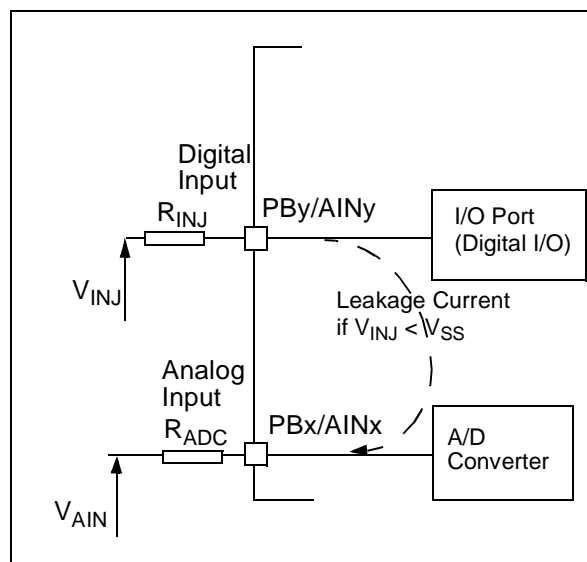 Digital
Input
R_INJ
PBy/AINy
I/O Port
(Digital I/O)
V_INJ
Leakage Current
if V_INJ < V_SS
Analog
Input
R_ADC
PBx/AINx
A/D
Converter
V_AIN